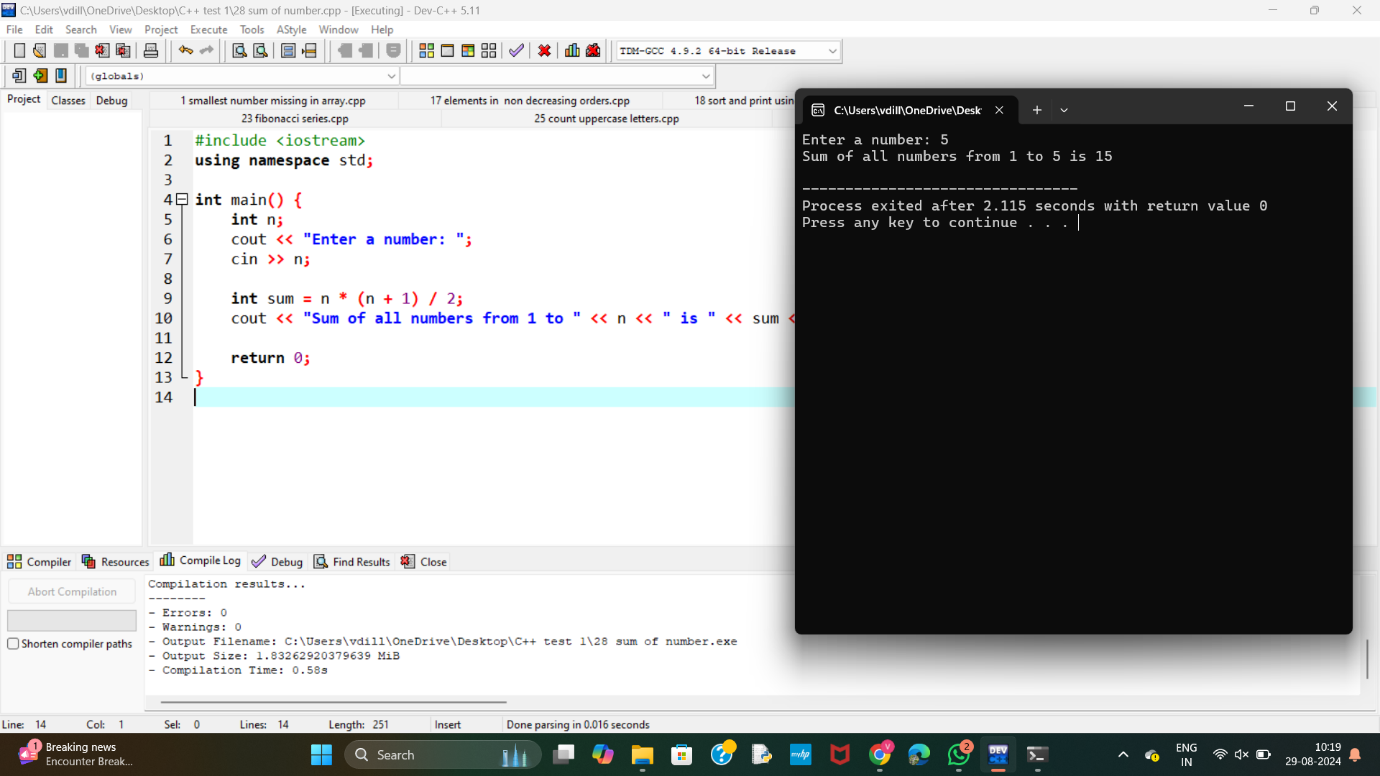 C:\Users\vdill\OneDrive\Desktop\C++ test 1\28 sum of number.cpp - [Executing] - Dev-C++ 5.11
File Edit Search View Project Execute Tools AStyle Window Help
TDM-GCC 4.9.2 64-bit Release
(globals)
Project Classes Debug
1 smallest number missing in array.cpp 17 elements in non decreasing orders.cpp 18 sort and print usin
23 fibonacci series.cpp 25 count uppercase letters.cpp
1 #include <iostream>
2 using namespace std;
3
4 int main() {
5 int n;
6 cout << "Enter a number: ";
7 cin >> n;
8
9 int sum = n * (n + 1) / 2;
10 cout << "Sum of all numbers from 1 to " << n << " is " << sum <
11
12 return 0;
13 }
14
C:\Users\vdill\OneDrive\Desk
Enter a number: 5
Sum of all numbers from 1 to 5 is 15
--------------------------------
Process exited after 2.115 seconds with return value 0
Press any key to continue . . .
Compiler Resources Compile Log Debug Find Results Close
Abort Compilation
Shorten compiler paths
Compilation results...
--------
- Errors: 0
- Warnings: 0
- Output Filename: C:\Users\vdill\OneDrive\Desktop\C++ test 1\28 sum of number.exe
- Output Size: 1.83262920379639 MiB
- Compilation Time: 0.58s
Line: 14 Col: 1 Sel: 0 Lines: 14 Length: 251 Insert Done parsing in 0.016 seconds
1 Breaking news
Encounter Break...
Search
myhp
V
2
DEV
ENG
IN
10:19
29-08-2024